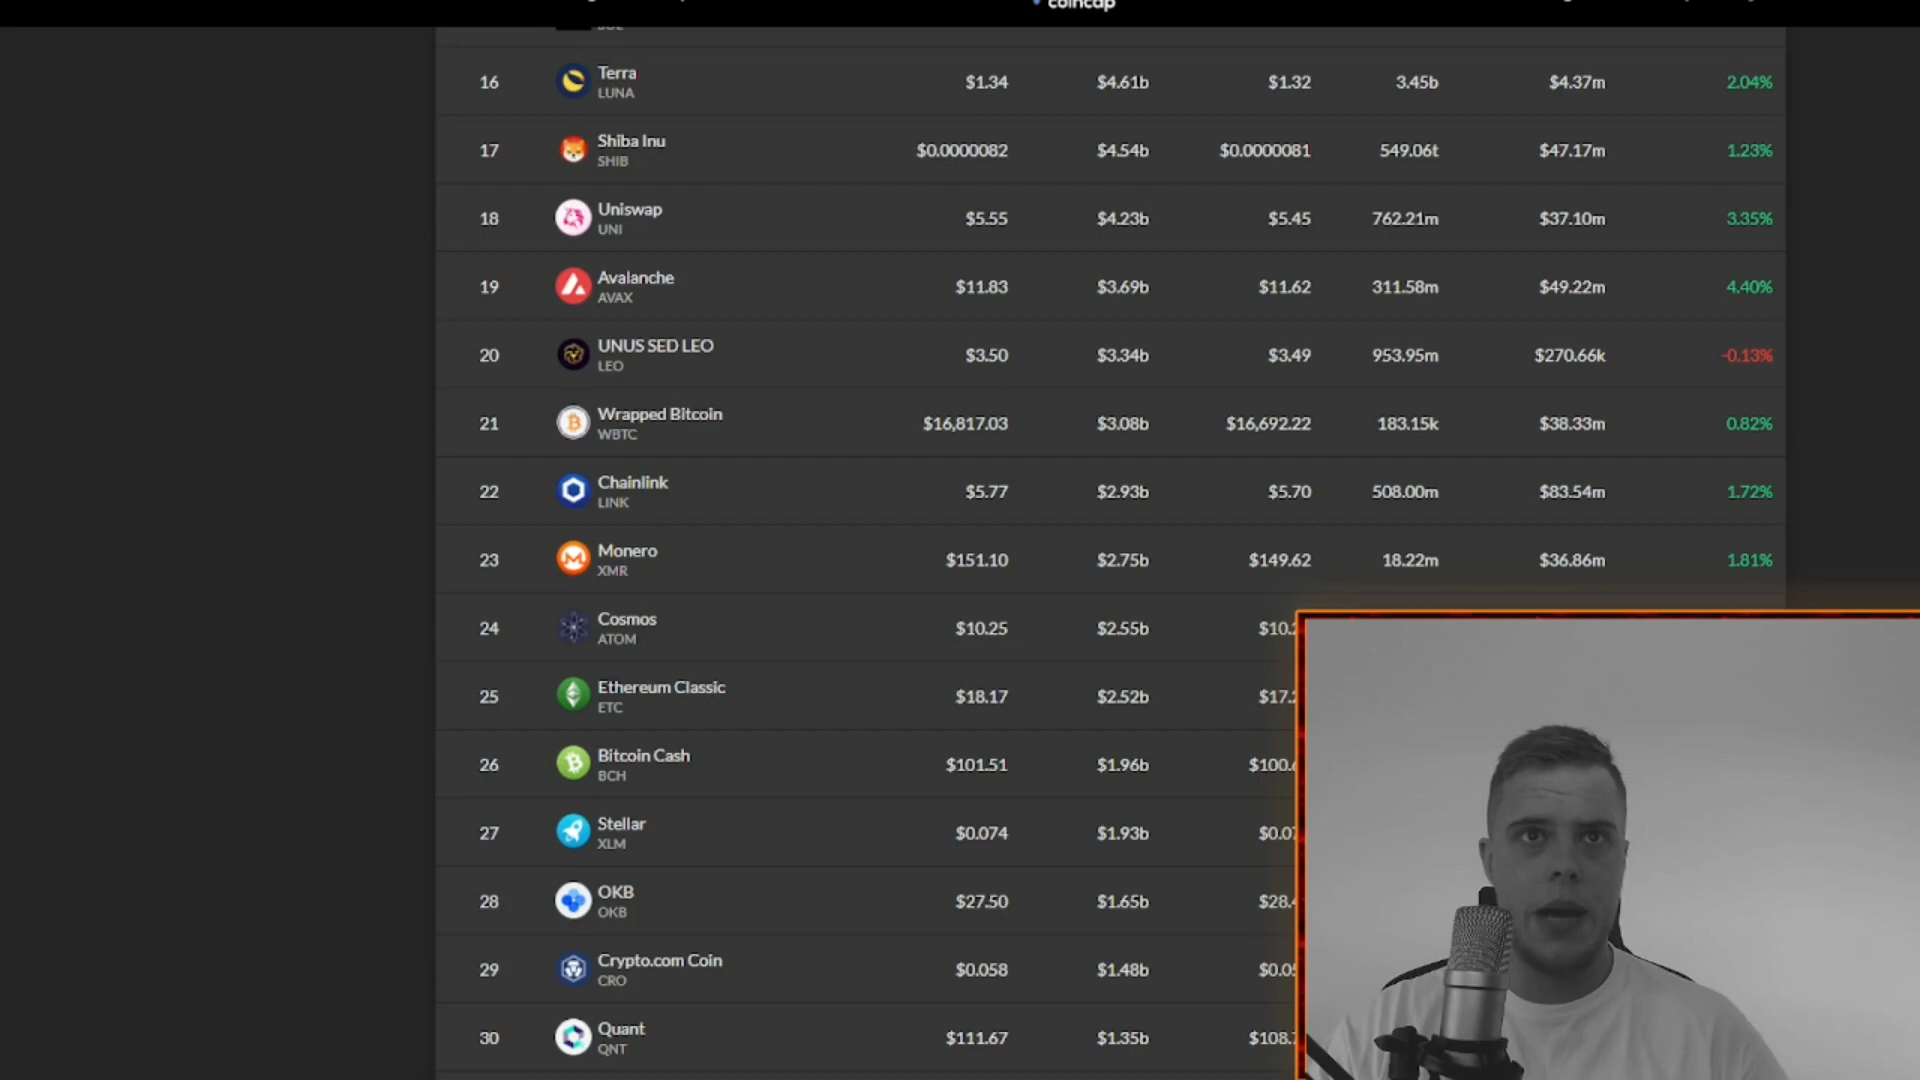 coincap
16 Terra $1.34 $4.61b $1.32 3.45b $4.37m 2.04%
LUNA
17 Shiba Inu $0.0000082 $4.54b $0.0000081 549.06t $47.17m 1.23%
SHIB
18 Uniswap $5.55 $4.23b $5.45 762.21m $37.10m 3.35%
UNI
19 Avalanche $11.83 $3.69b $11.62 311.58m $49.22m 4.40%
AVAX
20 UNUS SED LEO $3.50 $3.34b $3.49 953.95m $270.66k -0.13%
LEO
21 Wrapped Bitcoin $16,817.03 $3.08b $16,692.22 183.15k $38.33m 0.82%
WBTC
22 Chainlink $5.77 $2.93b $5.70 508.00m $83.54m 1.72%
LINK
23 Monero $151.10 $2.75b $149.62 18.22m $36.86m 1.81%
XMR
24 Cosmos $10.25 $2.55b $10.
ATOM
25 Ethereum Classic $18.17 $2.52b $17.
ETC
26 Bitcoin Cash $101.51 $1.96b $100.
BCH
27 Stellar $0.074 $1.93b $0.0
XLM
28 OKB $27.50 $1.65b $28.
OKB
29 Crypto.com Coin $0.058 $1.48b $0.0
CRO
30 Quant $111.67 $1.35b $108.
QNT